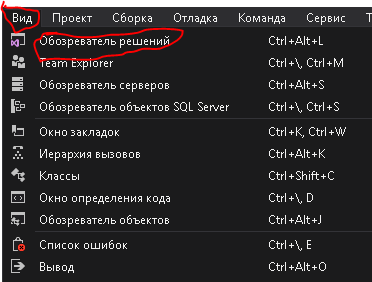 Вид Проект Сборка Отладка Команда Сервис Т
Обозреватель решений Ctrl+Alt+L
Team Explorer Ctrl+\, Ctrl+M
Обозреватель серверов Ctrl+Alt+S
Обозреватель объектов SQL Server Ctrl+\, Ctrl+S
Окно закладок Ctrl+K, Ctrl+W
Иерархия вызовов Ctrl+Alt+K
Классы Ctrl+Shift+C
Окно определения кода Ctrl+\, D
Обозреватель объектов Ctrl+Alt+J
Список ошибок Ctrl+\, E
Вывод Ctrl+Alt+O